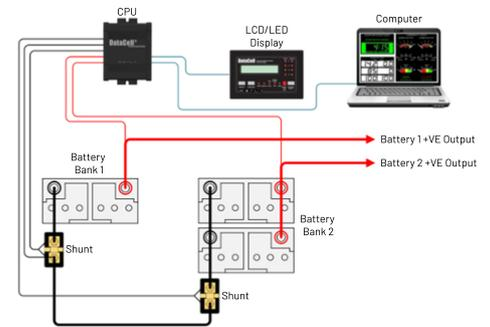 CPU
LCD/LED
Display
Computer
DataCell
DataCell
Battery 1 +VE Output
Battery 2 +VE Output
Battery
Bank 1
Battery
Bank 2
Shunt
Shunt